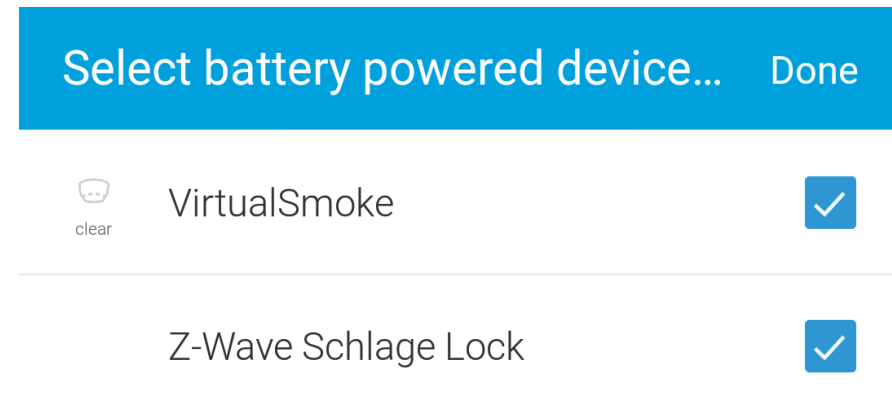 Select battery powered device... Done
VirtualSmoke
clear
Z-Wave Schlage Lock